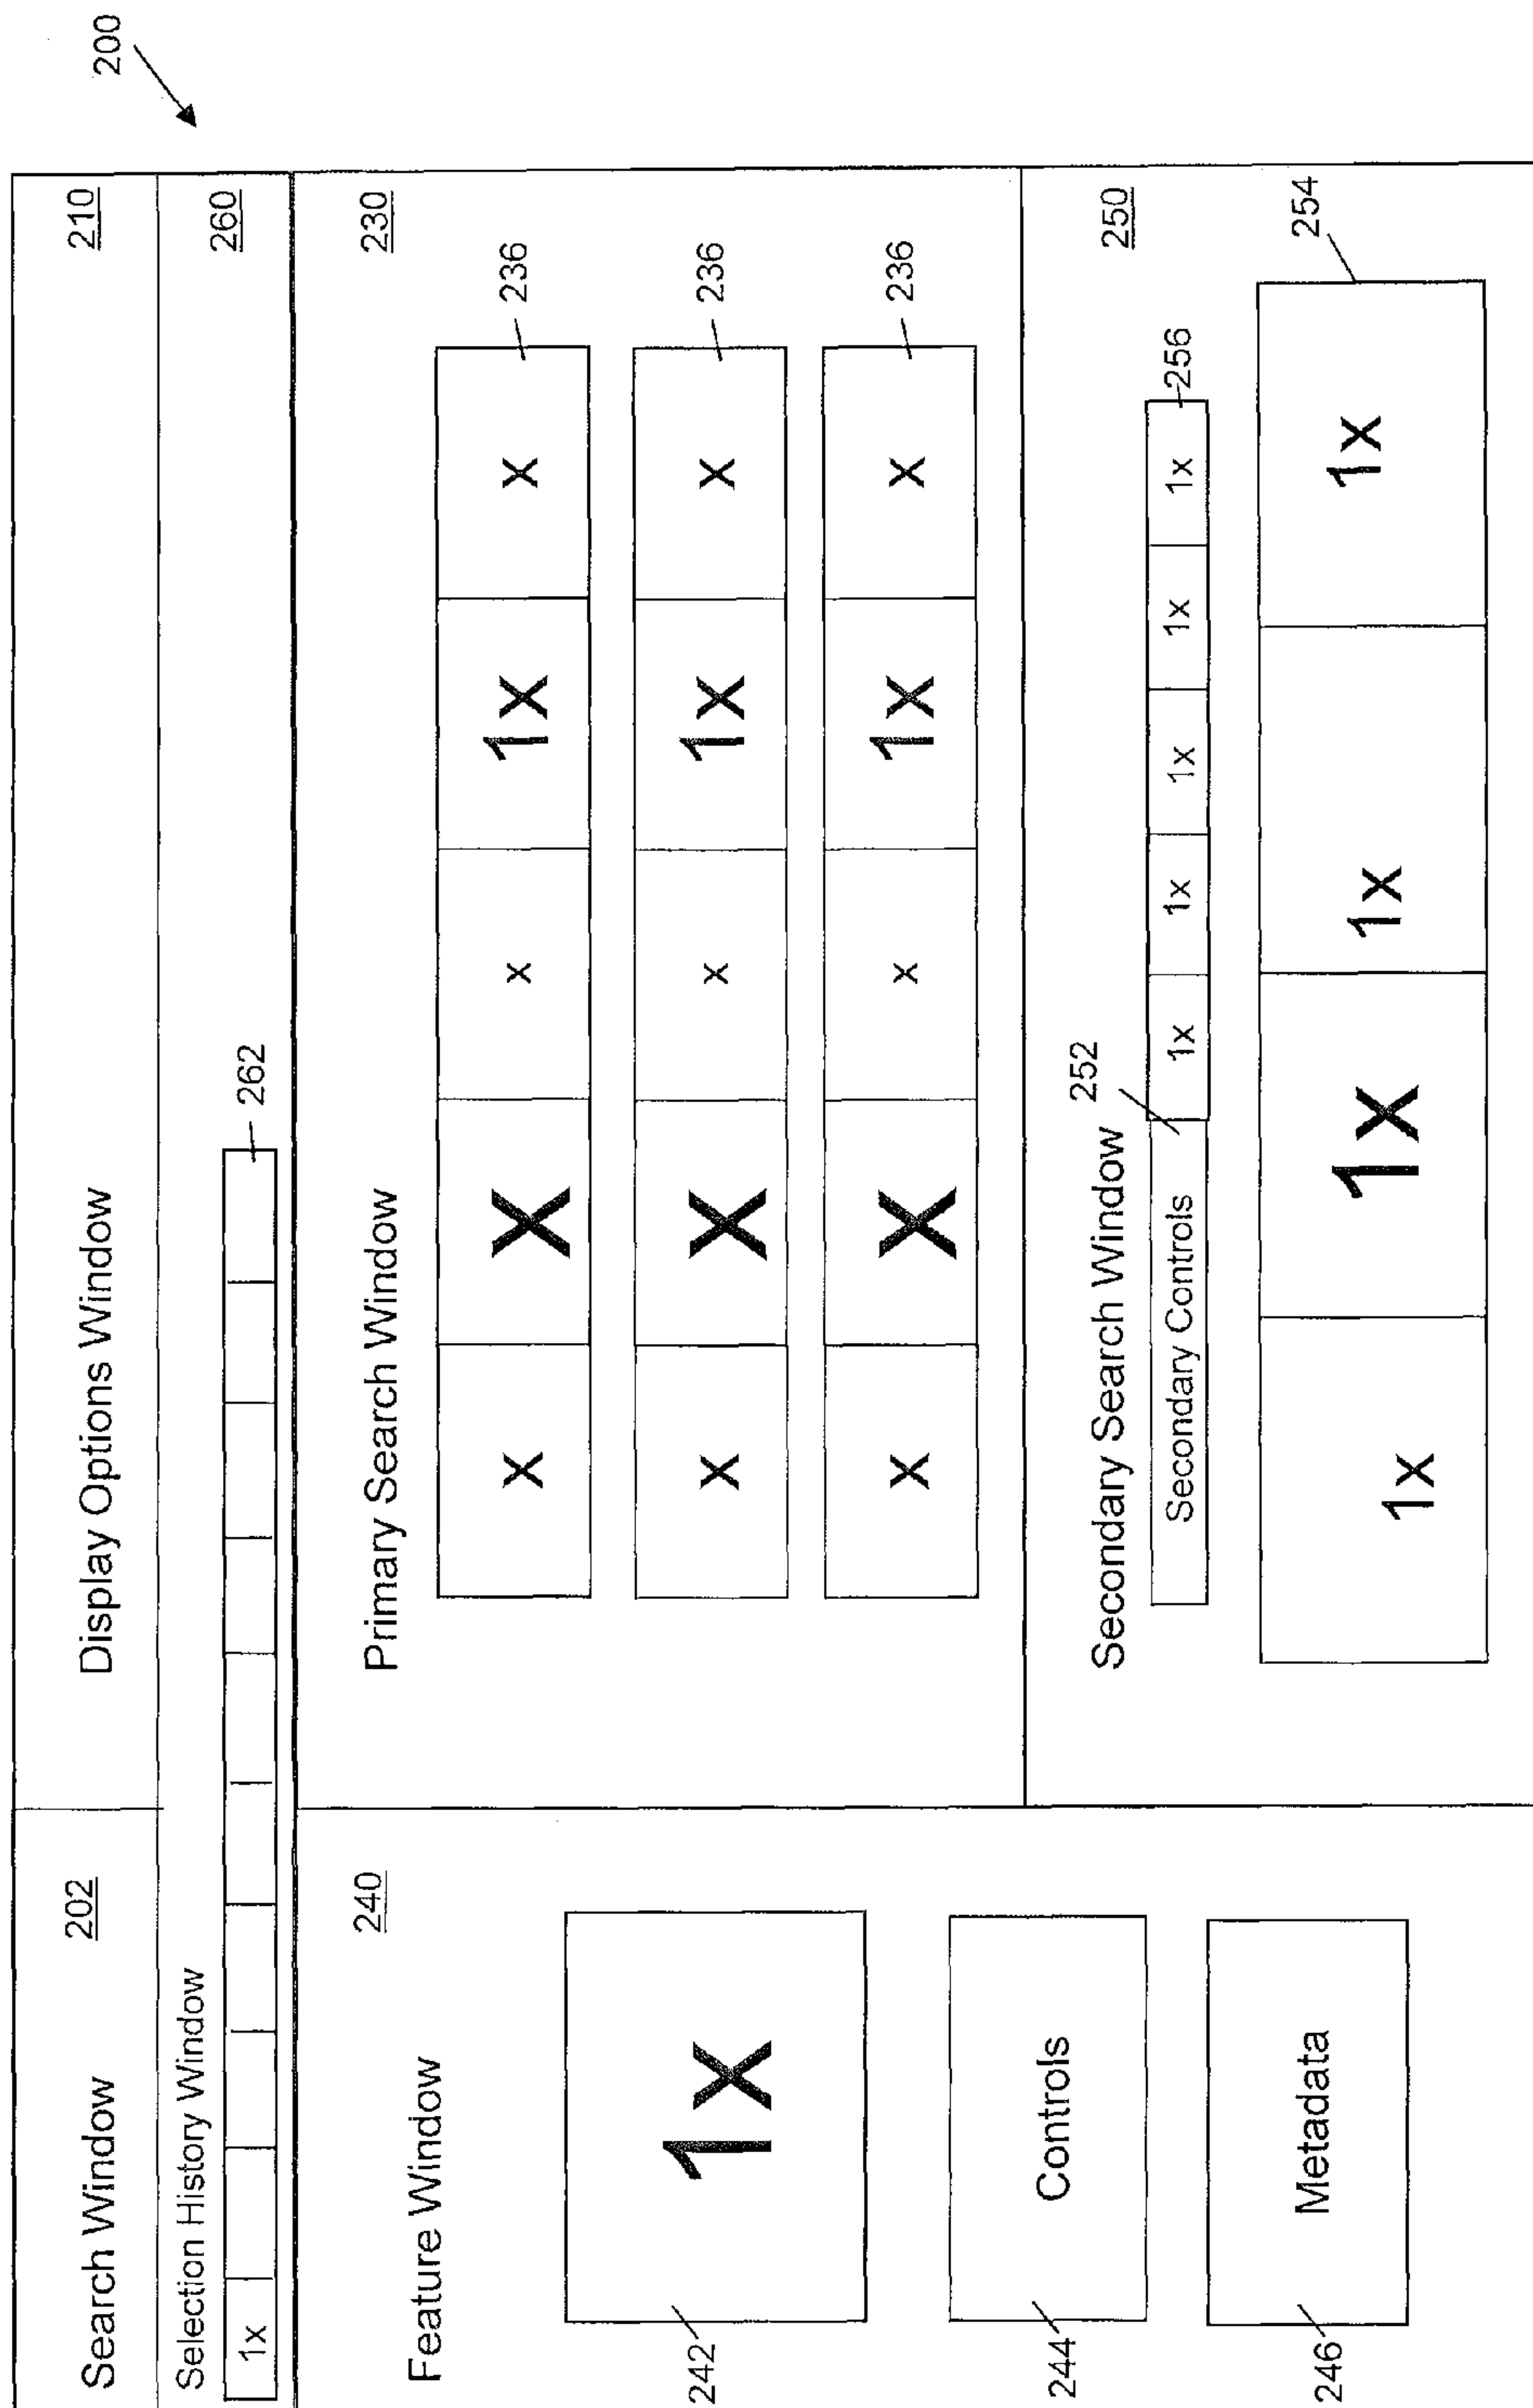 200
Search Window 202 Display Options Window 210
Selection History Window 260
1x 262
240 Primary Search Window 230
Feature Window
x X x 1x x 236
x X x 1x x 236
x X x 1x x 236
242 1x
244 Controls
246 Metadata
Secondary Search Window 252 250
Secondary Controls 1x 1x 1x 1x 1x 256
254
1x 1x 1x 1x